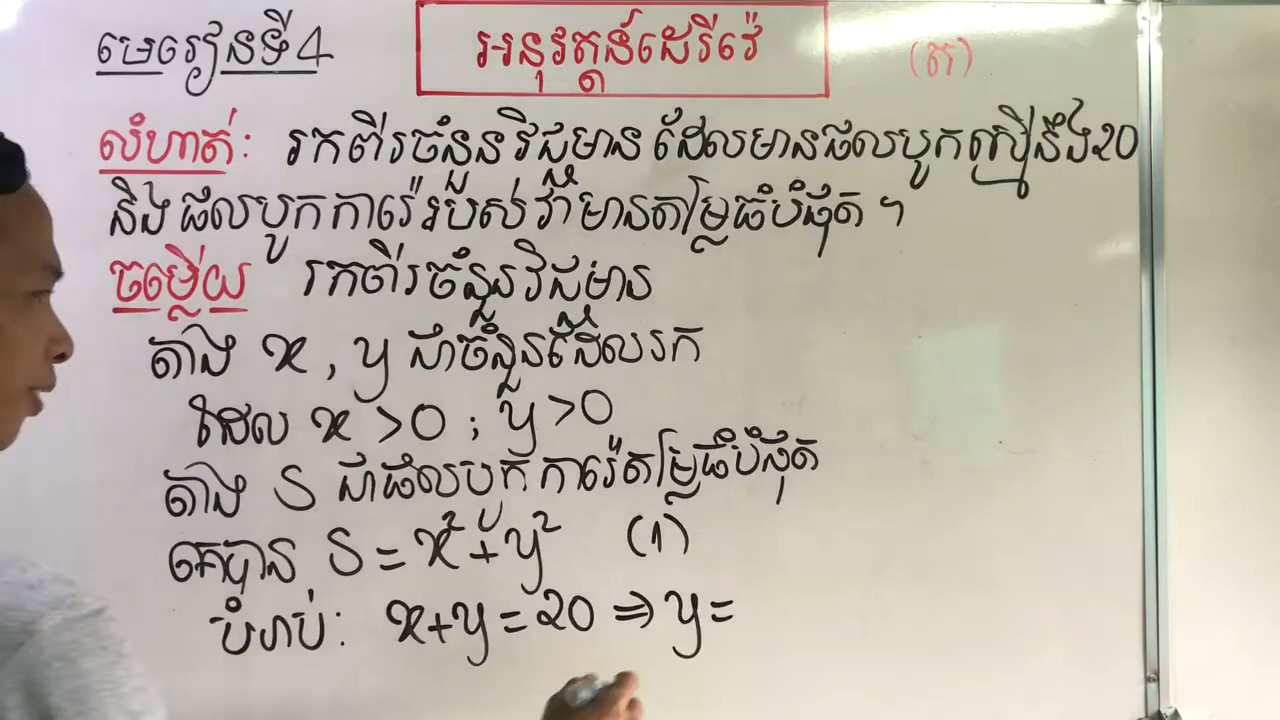 មេរៀនទី4
អនុវត្តន៍ដេរីវេ
(ត)
លំហាត់: រកពីរចំនួនវិជ្ជមាន ដែលមានផលបូកស្មើនឹង20
និង ផលបូកការ៉េរបស់វាមានតម្លៃធំបំផុត ។
ចម្លើយ រកពីរចំនួនវិជ្ជមាន
តាង x , y ជាចំនួនដែលរក
ដែល x > 0 ; y > 0
តាង S ជាផលបូកការ៉េតម្លៃធំបំផុត
គេបាន S = x² + y² (1)
បំរាប់: x+y = 20 ⇒ y =